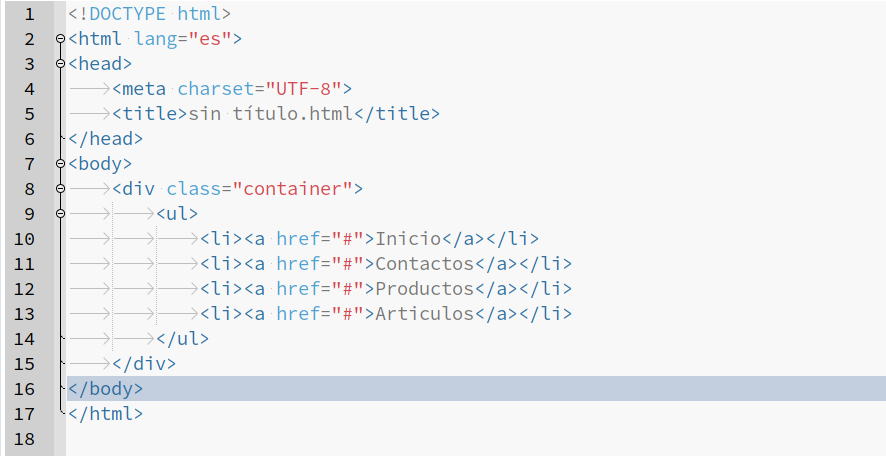 1 <!DOCTYPE html>
2 <html lang="es">
3 <head>
4 <meta charset="UTF-8">
5 <title>sin título.html</title>
6 </head>
7 <body>
8 <div class="container">
9 <ul>
10 <li><a href="#">Inicio</a></li>
11 <li><a href="#">Contactos</a></li>
12 <li><a href="#">Productos</a></li>
13 <li><a href="#">Articulos</a></li>
14 </ul>
15 </div>
16 </body>
17 </html>
18